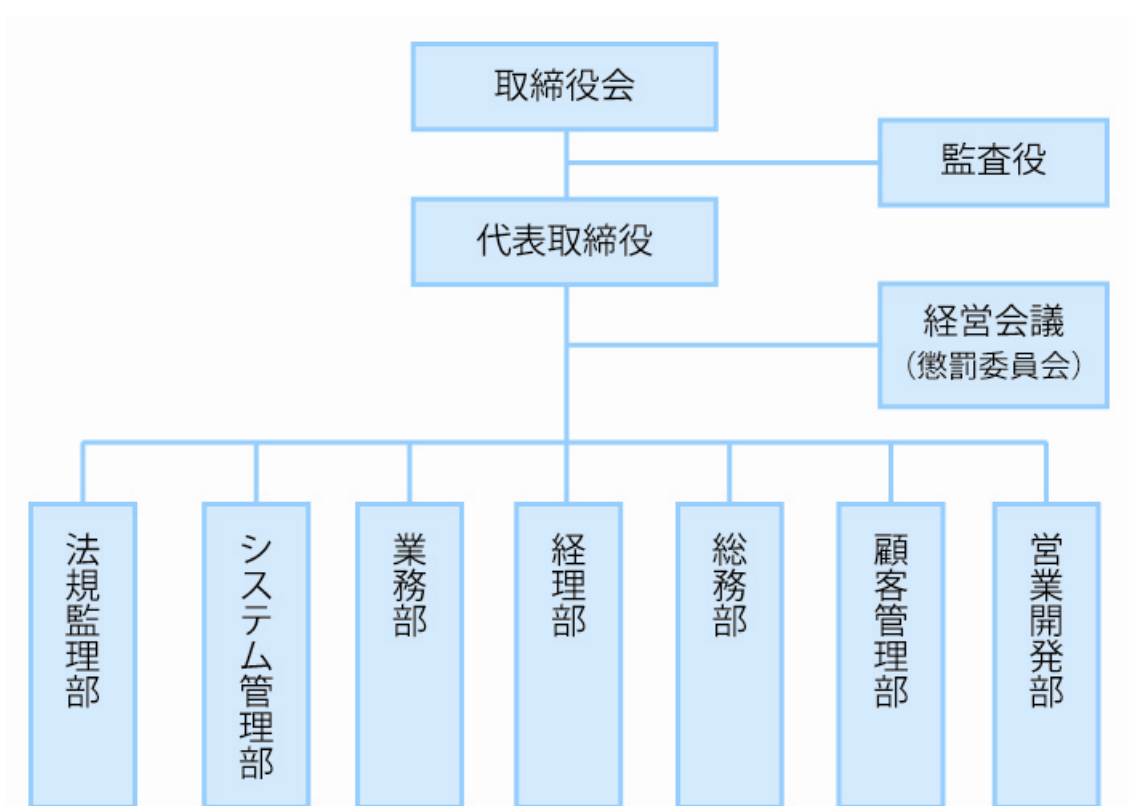 取締役会
監査役
代表取締役
経営会議
（懲罰委員会）
法規監理部
システム管理部
業務部
経理部
総務部
顧客管理部
営業開発部